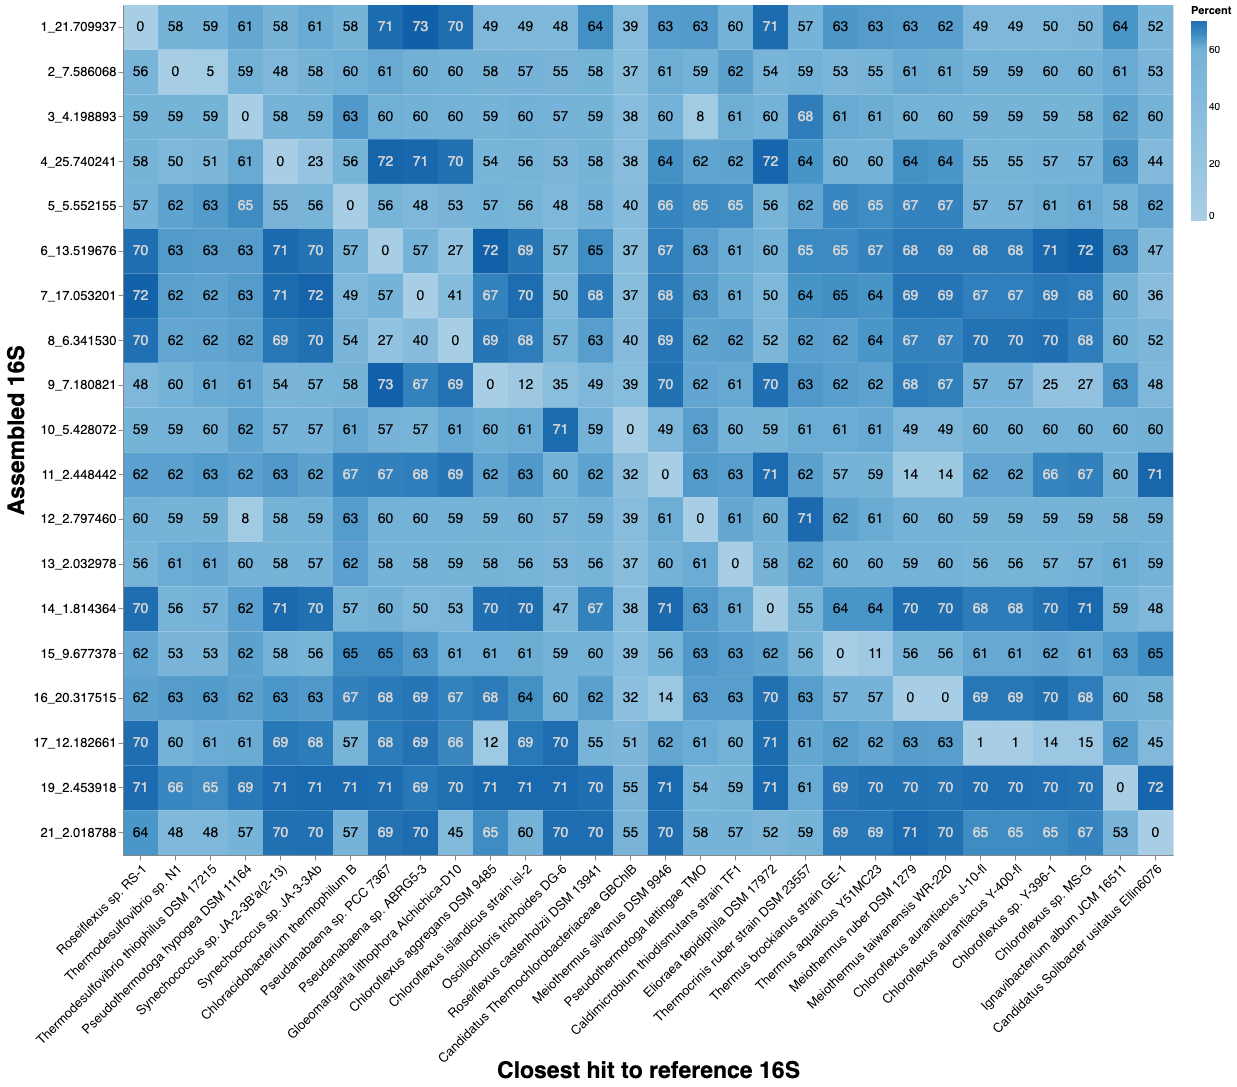 Percent
60
40
20
0
Assembled 16S
1_21.709937 0 58 59 61 58 61 58 71 73 70 49 49 48 64 39 63 63 60 71 57 63 63 63 62 49 49 50 50 64 52
2_7.586068 56 0 5 59 48 58 60 61 60 60 58 57 55 58 37 61 59 62 54 59 53 55 61 61 59 59 60 60 61 53
3_4.198893 59 59 59 0 58 59 63 60 60 60 59 60 57 59 38 60 8 61 60 68 61 61 60 60 59 59 59 58 62 60
4_25.740241 58 50 51 61 0 23 56 72 71 70 54 56 53 58 38 64 62 62 72 64 60 60 64 64 55 55 57 57 63 44
5_5.552155 57 62 63 65 55 56 0 56 48 53 57 56 48 58 40 66 65 65 56 62 66 65 67 67 57 57 61 61 58 62
6_13.519676 70 63 63 63 71 70 57 0 57 27 72 69 57 65 37 67 63 61 60 65 65 67 68 69 68 68 71 72 63 47
7_17.053201 72 62 62 63 71 72 49 57 0 41 67 70 50 68 37 68 63 61 50 64 65 64 69 69 67 67 69 68 60 36
8_6.341530 70 62 62 62 69 70 54 27 40 0 69 68 57 63 40 69 62 62 52 62 62 64 67 67 70 70 70 68 60 52
9_7.180821 48 60 61 61 54 57 58 73 67 69 0 12 35 49 39 70 62 61 70 63 62 62 68 67 57 57 25 27 63 48
10_5.428072 59 59 60 62 57 57 61 57 57 61 60 61 71 59 0 49 63 60 59 61 61 61 49 49 60 60 60 60 60 60
11_2.448442 62 62 63 62 63 62 67 67 68 69 62 63 60 62 32 0 63 63 71 62 57 59 14 14 62 62 66 67 60 71
12_2.797460 60 59 59 8 58 59 63 60 60 59 59 60 57 59 39 61 0 61 60 71 62 61 60 60 59 59 59 59 58 59
13_2.032978 56 61 61 60 58 57 62 58 58 59 58 56 53 56 37 60 61 0 58 62 60 60 59 60 56 56 57 57 61 59
14_1.814364 70 56 57 62 71 70 57 60 50 53 70 70 47 67 38 71 63 61 0 55 64 64 70 70 68 68 70 71 59 48
15_9.677378 62 53 53 62 58 56 65 65 63 61 61 61 59 60 39 56 63 63 62 56 0 11 56 56 61 61 62 61 63 65
16_20.317515 62 63 63 62 63 63 67 68 69 67 68 64 60 62 32 14 63 63 70 63 57 57 0 0 69 69 70 68 60 58
17_12.182661 70 60 61 61 69 68 57 68 69 66 12 69 70 55 51 62 61 60 71 61 62 62 63 63 1 1 14 15 62 45
19_2.453918 71 66 65 69 71 71 71 71 69 70 71 71 71 70 55 71 54 59 71 61 69 70 70 70 70 70 70 70 0 72
21_2.018788 64 48 48 57 70 70 57 69 70 45 65 60 70 70 55 70 58 57 52 59 69 69 71 70 65 65 65 67 53 0
Roseiflexus sp. RS-1
Thermodesulfovibrio sp. N1
Thermodesulfovibrio thiophilus DSM 17215
Pseudothermotoga hypogea DSM 11164
Synechococcus sp. JA-2-3B'a(2-13)
Synechococcus sp. JA-3-3Ab
Chloracidobacterium thermophilum B
Pseudanabaena sp. PCC 7367
Pseudanabaena sp. ABRG5-3
Gloeomargarita lithophora Alchichica-D10
Chloroflexus aggregans DSM 9485
Chloroflexus islandicus strain isl-2
Oscillochloris trichoides DG-6
Roseiflexus castenholzii DSM 13941
Candidatus Thermochlorobacteriaceae GBChlB
Meiothermus silvanus DSM 9946
Pseudothermotoga lettingae TMO
Caldimicrobium thiodismutans strain TF1
Elioraea tepidiphila DSM 17972
Thermocrinis ruber strain DSM 23557
Thermus brockianus strain GE-1
Thermus aquaticus Y51MC23
Meiothermus ruber DSM 1279
Meiothermus taiwanensis WR-220
Chloroflexus aurantiacus J-10-fl
Chloroflexus aurantiacus Y-400-fl
Chloroflexus sp. Y-396-1
Chloroflexus sp. MS-G
Ignavibacterium album JCM 16511
Candidatus Solibacter usitatus Ellin6076
Closest hit to reference 16S